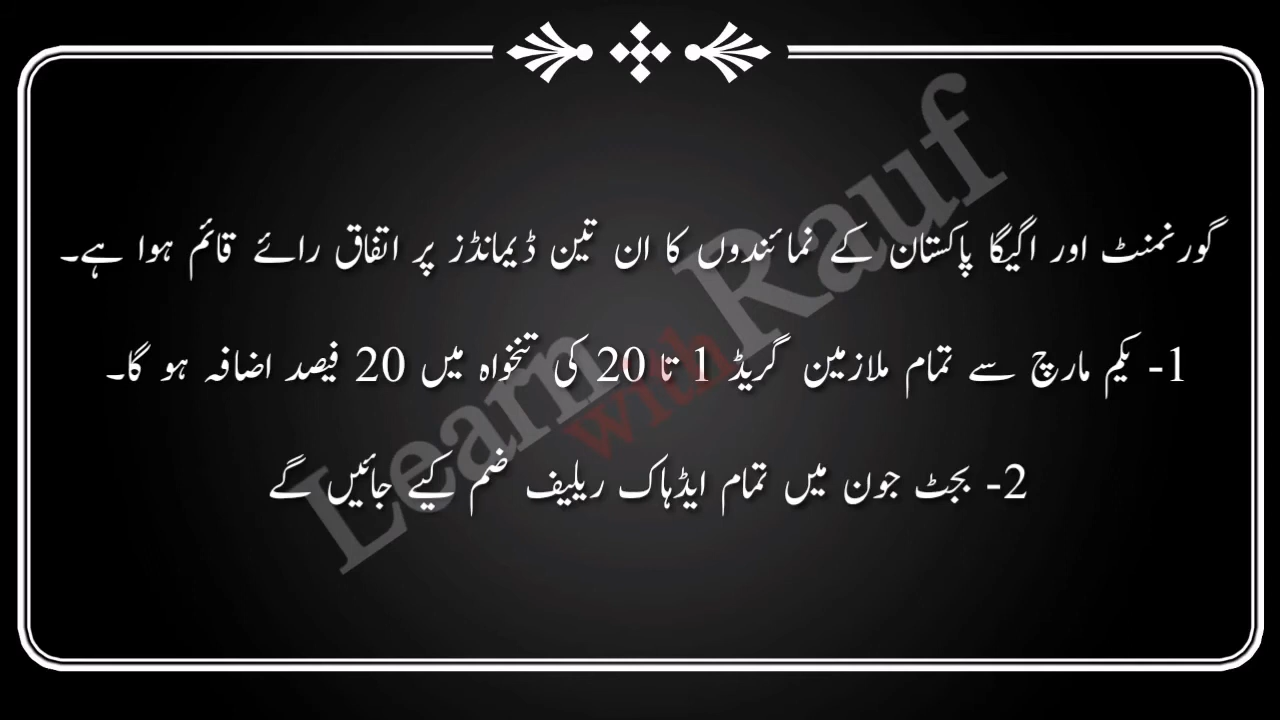 گورنمنٹ اور اگیگا پاکستان کے نمائندوں کا ان تین ڈیمانڈز پر اتفاق رائے قائم ہوا ہے۔
1- یکم مارچ سے تمام ملازمین گریڈ 1 تا 20 کی تنخواہ میں 20 فیصد اضافہ ہو گا۔
2- بجٹ جون میں تمام ایڈہاک ریلیف ضم کیے جائیں گے
Learn with Rauf